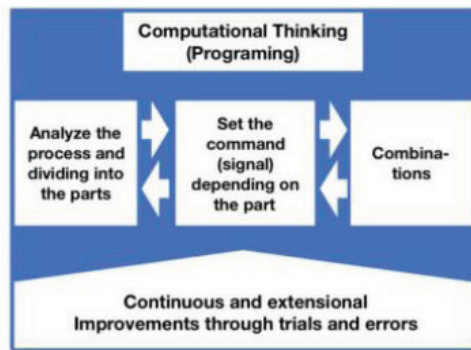 Computational Thinking
(Programing)
Analyze the
process and
dividing into
the parts
Set the
command
(signal)
depending on
the part
Combina-
tions
Continuous and extensional
Improvements through trials and errors